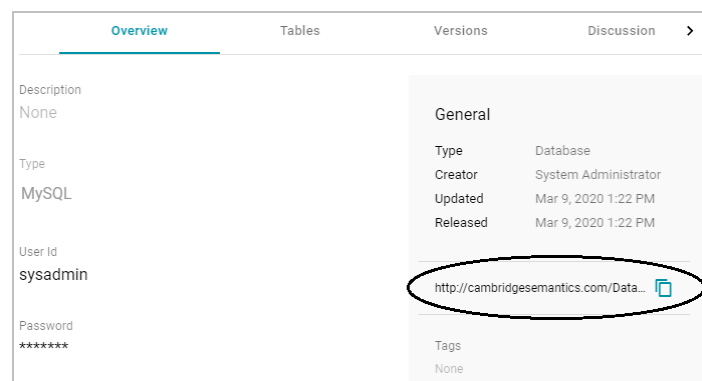 Overview Tables Versions Discussion
Description
None
Type
MySQL
User Id
sysadmin
Password
*******
General
Type Database
Creator System Administrator
Updated Mar 9, 2020 1:22 PM
Released Mar 9, 2020 1:22 PM
http://cambridgesemantics.com/Data...
Tags
None